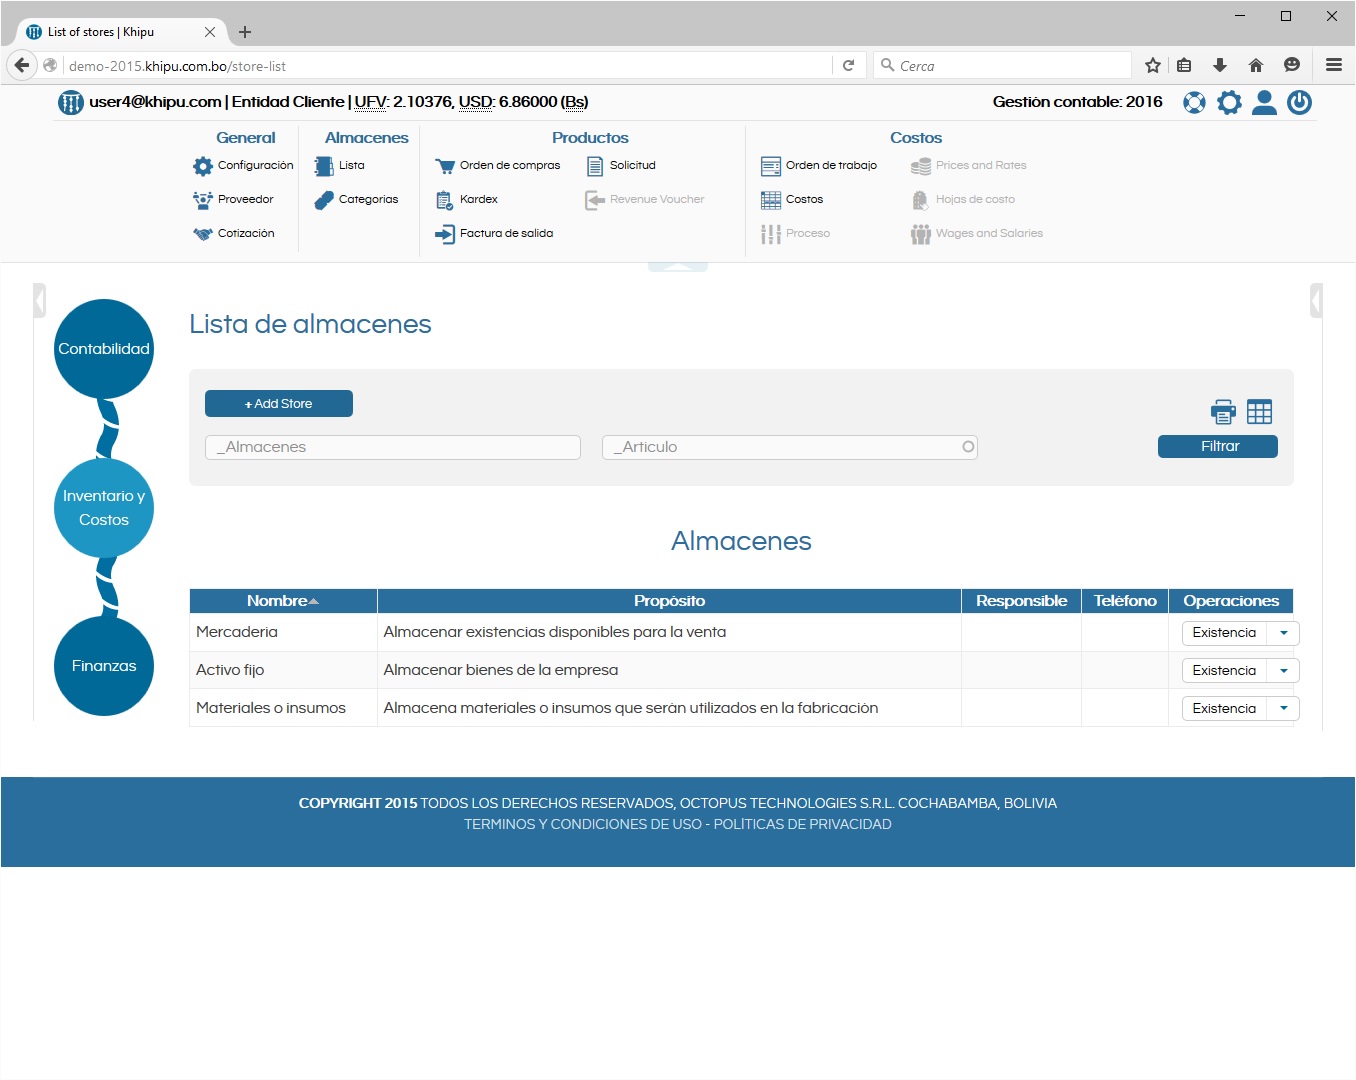 List of stores | Khipu
demo-2015.khipu.com.bo/store-list
Cerca
user4@khipu.com | Entidad Cliente | UFV: 2.10376, USD: 6.86000 (Bs)
Gestión contable: 2016
General
Almacenes
Productos
Costos
Configuración
Lista
Orden de compras
Solicitud
Orden de trabajo
Prices and Rates
Proveedor
Categorias
Kardex
Revenue Voucher
Costos
Hojas de costo
Cotización
Factura de salida
Proceso
Wages and Salaries
Contabilidad
Inventario y
Costos
Finanzas
Lista de almacenes
+ Add Store
_Almacenes
_Articulo
Filtrar
Almacenes
Nombre Propósito Responsible Teléfono Operaciones
Mercaderia Almacenar existencias disponibles para la venta Existencia
Activo fijo Almacenar bienes de la empresa Existencia
Materiales o insumos Almacena materiales o insumos que serán utilizados en la fabricación Existencia
COPYRIGHT 2015 TODOS LOS DERECHOS RESERVADOS, OCTOPUS TECHNOLOGIES S.R.L. COCHABAMBA, BOLIVIA
TERMINOS Y CONDICIONES DE USO - POLÍTICAS DE PRIVACIDAD